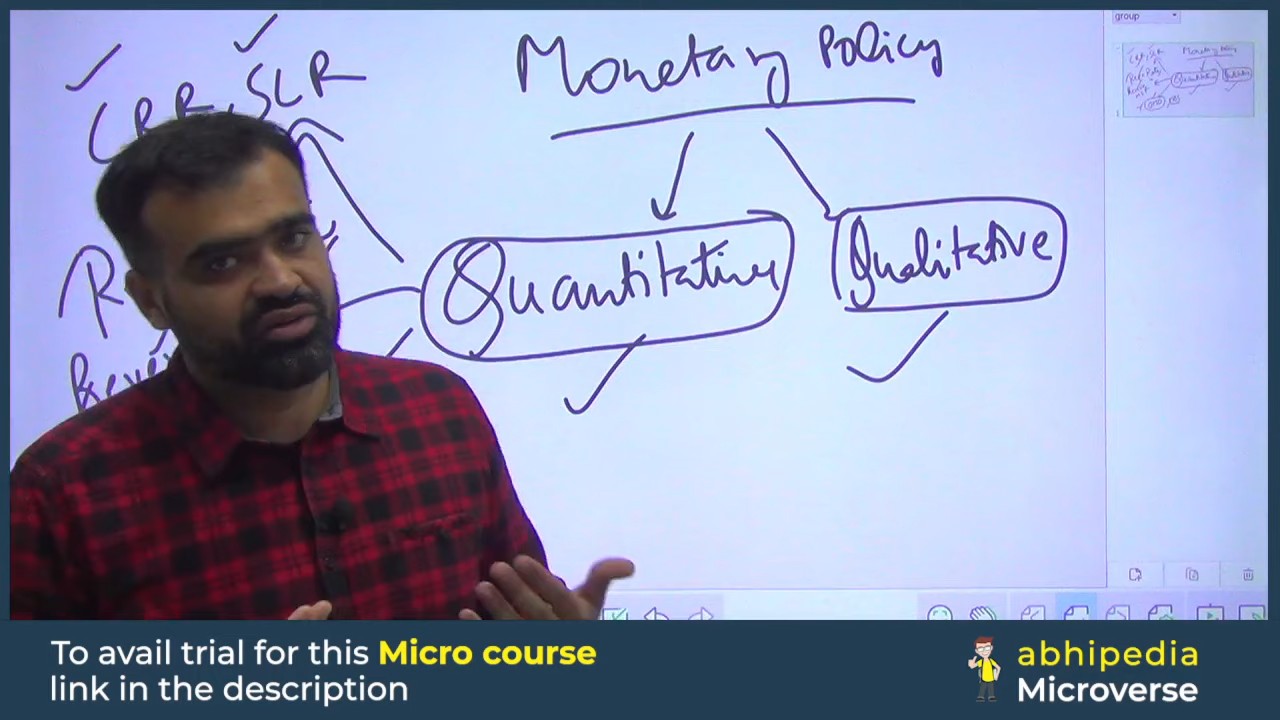 group
Monetary Policy
CRR, SLR
Quantitative
Qualitative
To avail trial for this Micro course
link in the description
abhipedia
Microverse